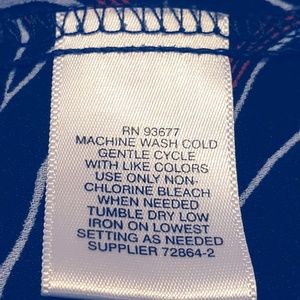 RN 93677
MACHINE WASH COLD
GENTLE CYCLE
WITH LIKE COLORS
USE ONLY NON-
CHLORINE BLEACH
WHEN NEEDED
TUMBLE DRY LOW
IRON ON LOWEST
SETTING AS NEEDED
SUPPLIER 72864-2